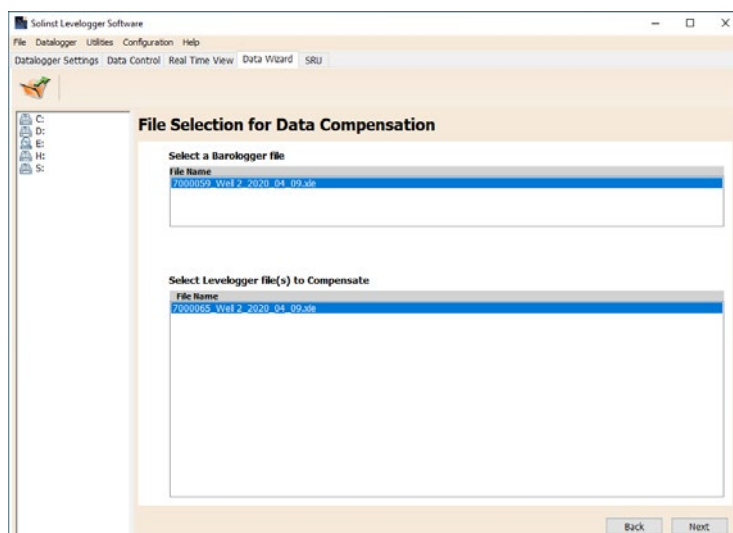 Solinst Levelogger Software
File Datalogger Utilities Configuration Help
Datalogger Settings Data Control Real Time View Data Wizard SRU
C:
D:
E:
H:
S:
File Selection for Data Compensation
Select a Barologger file
File Name
7000059_Well 2_2020_04_09.xle
Select Levelogger file(s) to Compensate
File Name
7000065_Well 2_2020_04_09.xle
Back Next